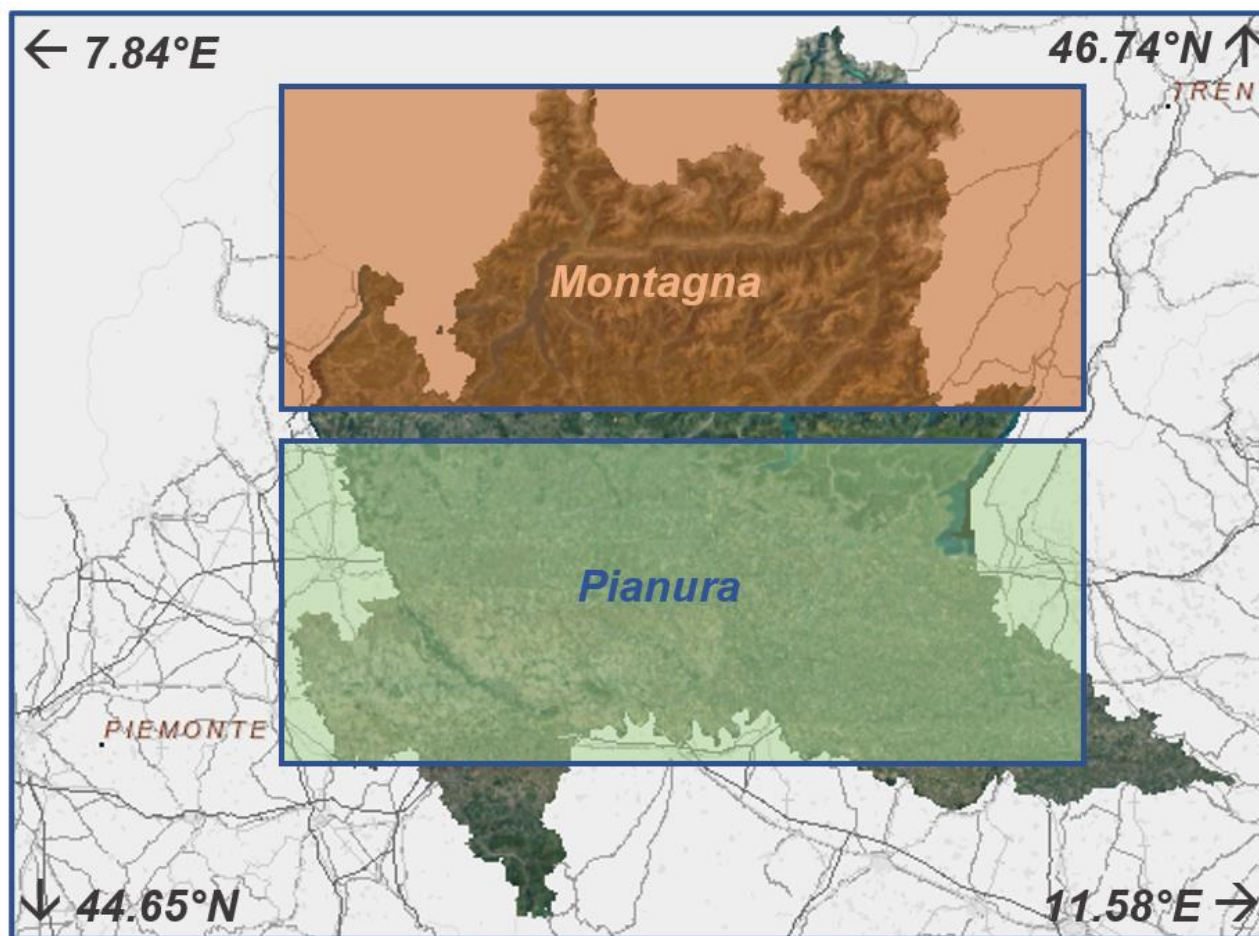 ← 7.84°E
46.74°N ↑
TREN
Montagna
Pianura
PIEMONTE
↓ 44.65°N
11.58°E →